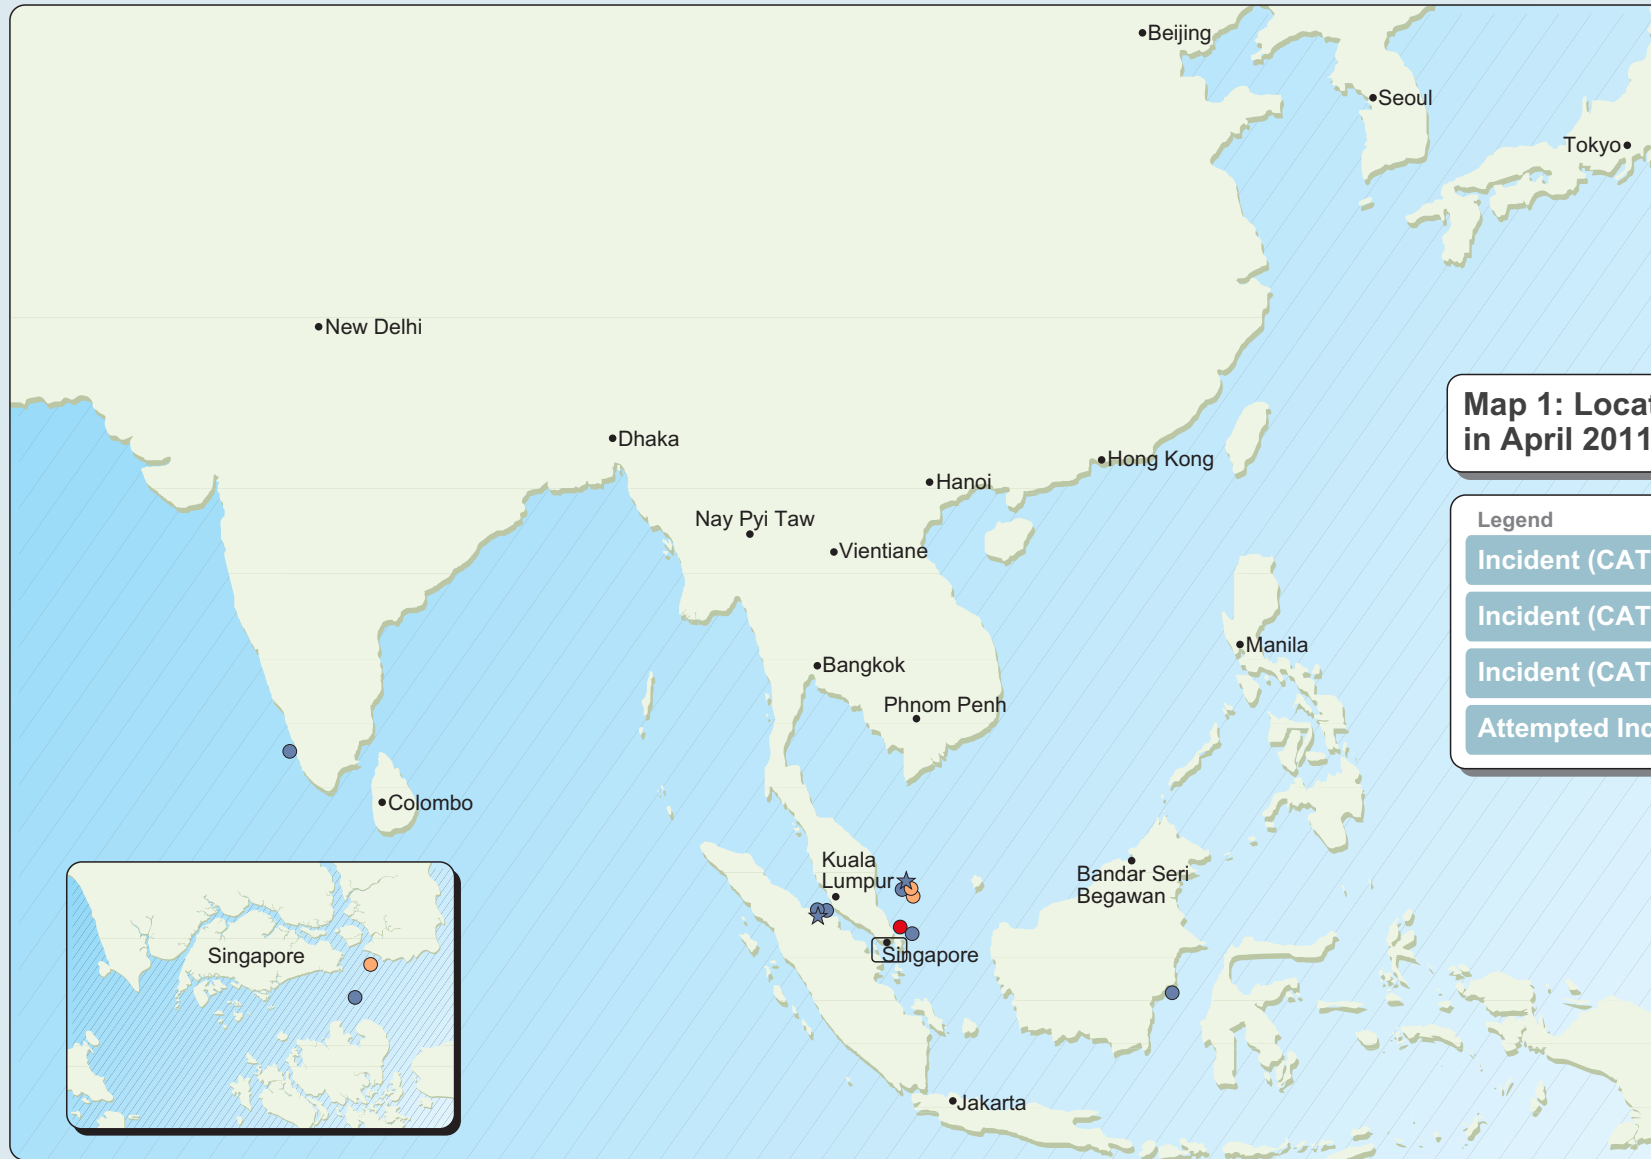 Beijing
Seoul
Tokyo
New Delhi
Map 1: Locat
in April 2011
Dhaka
Hong Kong
Hanoi
Nay Pyi Taw
Vientiane
Legend
Incident (CAT
Incident (CAT
Incident (CAT
Attempted Inc
Manila
Bangkok
Phnom Penh
Colombo
Kuala
Lumpur
Bandar Seri
Begawan
Singapore
Singapore
Jakarta